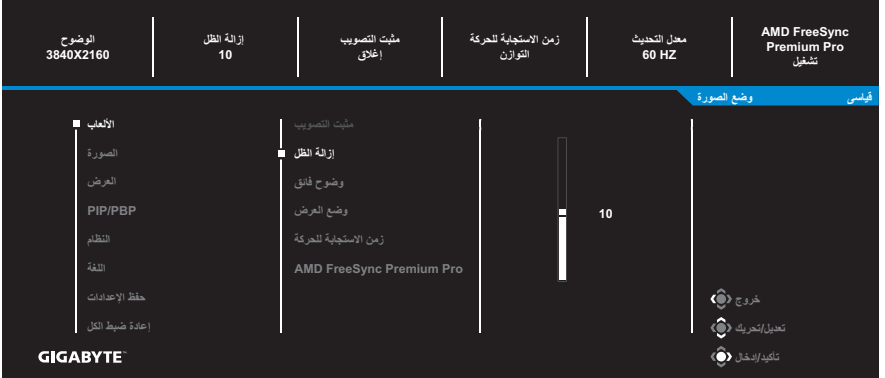 الوضوح
3840X2160
إزالة الظل
10
مثبت التصويب
إغلاق
زمن الاستجابة للحركة
التوازن
معدل التحديث
60 HZ
AMD FreeSync
Premium Pro
تشغيل
وضع الصورة
قياسى
الألعاب
الصورة
العرض
PIP/PBP
النظام
اللغة
حفظ الإعدادات
إعادة ضبط الكل
مثبت التصويب
إزالة الظل
وضوح فائق
وضع العرض
زمن الاستجابة للحركة
AMD FreeSync Premium Pro
10
خروج
تعديل/تحريك
تأكيد/إدخال
GIGABYTE™